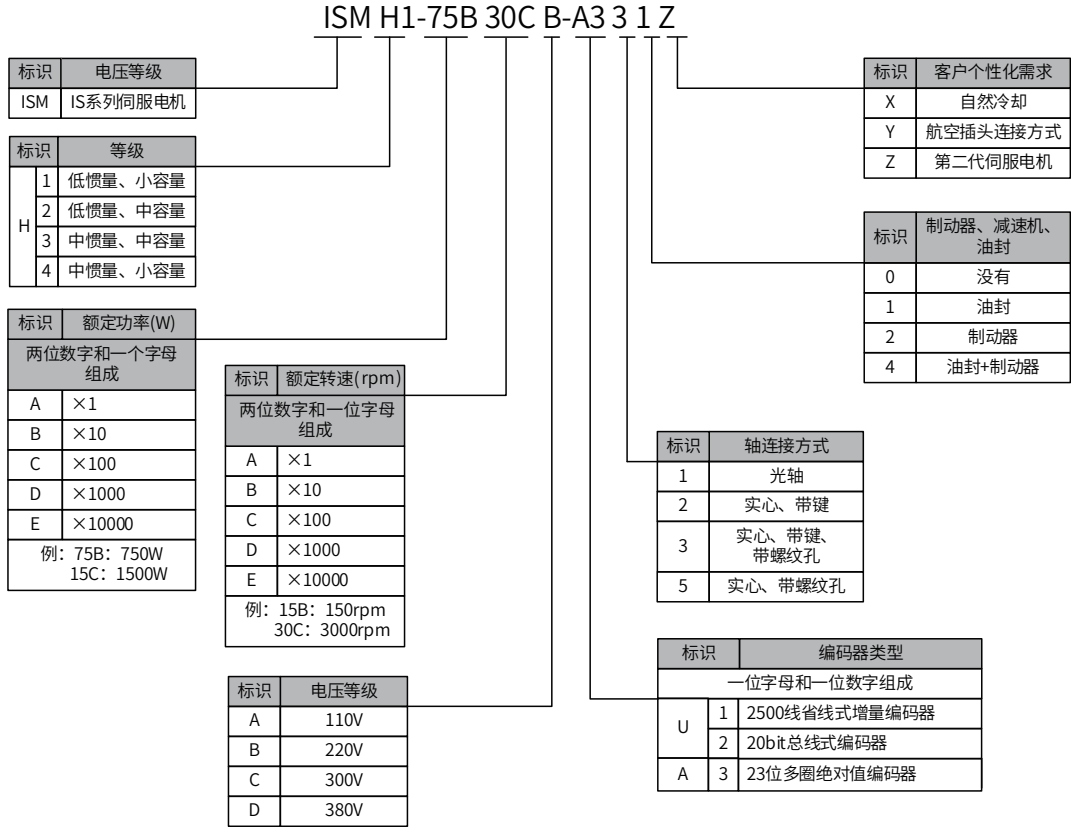 ISM H1-75B 30C B-A3 3 1 Z
标识 电压等级
ISM IS系列伺服电机
标识 等级
H
1 低惯量、小容量
2 低惯量、中容量
3 中惯量、中容量
4 中惯量、小容量
标识 额定功率(W)
两位数字和一个字母
组成
A ×1
B ×10
C ×100
D ×1000
E ×10000
例：75B：750W
15C：1500W
标识 额定转速(rpm)
两位数字和一位字母
组成
A ×1
B ×10
C ×100
D ×1000
E ×10000
例：15B：150rpm
30C：3000rpm
标识 电压等级
A 110V
B 220V
C 300V
D 380V
标识 客户个性化需求
X 自然冷却
Y 航空插头连接方式
Z 第二代伺服电机
标识 制动器、减速机、
油封
0 没有
1 油封
2 制动器
4 油封+制动器
标识 轴连接方式
1 光轴
2 实心、带键
3 实心、带键、
带螺纹孔
5 实心、带螺纹孔
标识 编码器类型
一位字母和一位数字组成
U
1 2500线省线式增量编码器
2 20bit总线式编码器
A 3 23位多圈绝对值编码器